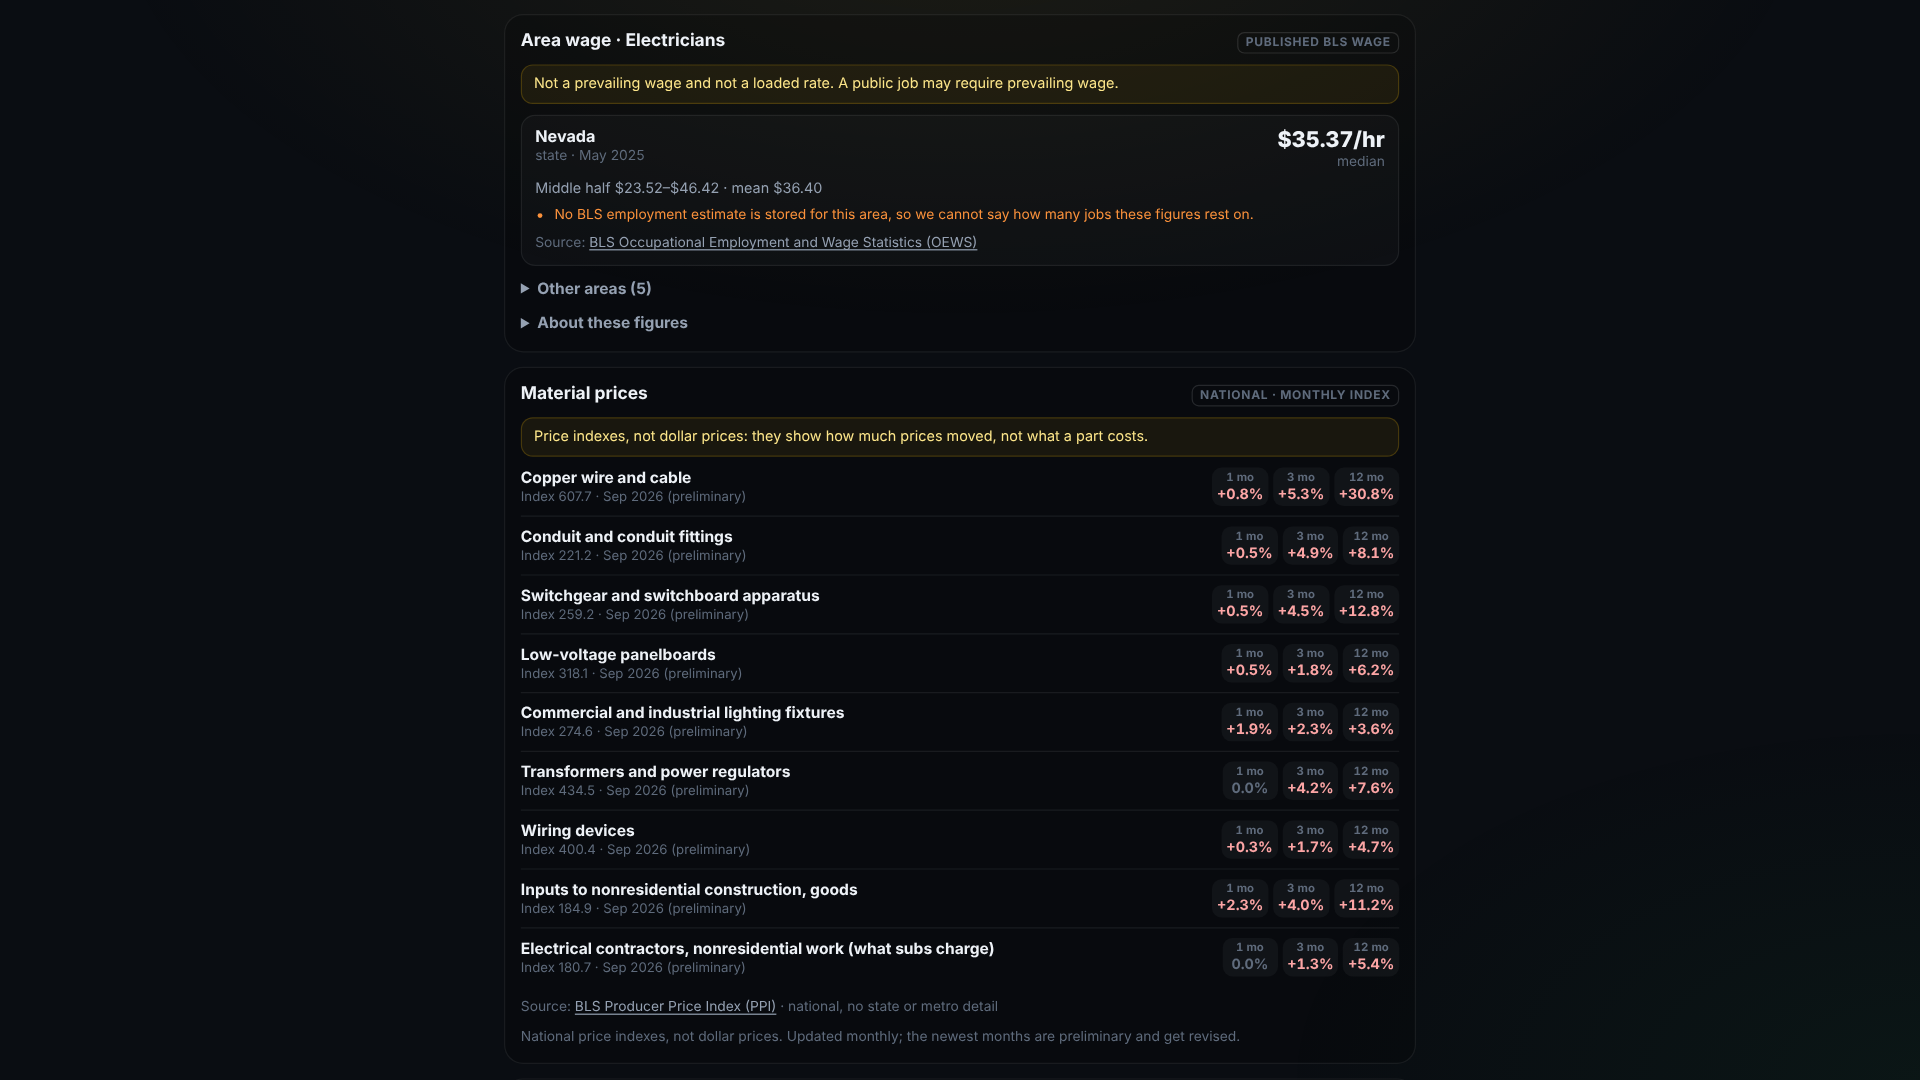 Area wage · Electricians
PUBLISHED BLS WAGE
Not a prevailing wage and not a loaded rate. A public job may require prevailing wage.
Nevada
$35.37/hr
state · May 2025
median
Middle half $23.52–$46.42 · mean $36.40
• No BLS employment estimate is stored for this area, so we cannot say how many jobs these figures rest on.
Source: BLS Occupational Employment and Wage Statistics (OEWS)
▶ Other areas (5)
▶ About these figures
Material prices
NATIONAL · MONTHLY INDEX
Price indexes, not dollar prices: they show how much prices moved, not what a part costs.
Copper wire and cable
Index 607.7 · Sep 2026 (preliminary)
1 mo 3 mo 12 mo
+0.8% +5.3% +30.8%
Conduit and conduit fittings
Index 221.2 · Sep 2026 (preliminary)
1 mo 3 mo 12 mo
+0.5% +4.9% +8.1%
Switchgear and switchboard apparatus
Index 259.2 · Sep 2026 (preliminary)
1 mo 3 mo 12 mo
+0.5% +4.5% +12.8%
Low-voltage panelboards
Index 318.1 · Sep 2026 (preliminary)
1 mo 3 mo 12 mo
+0.5% +1.8% +6.2%
Commercial and industrial lighting fixtures
Index 274.6 · Sep 2026 (preliminary)
1 mo 3 mo 12 mo
+1.9% +2.3% +3.6%
Transformers and power regulators
Index 434.5 · Sep 2026 (preliminary)
1 mo 3 mo 12 mo
0.0% +4.2% +7.6%
Wiring devices
Index 400.4 · Sep 2026 (preliminary)
1 mo 3 mo 12 mo
+0.3% +1.7% +4.7%
Inputs to nonresidential construction, goods
Index 184.9 · Sep 2026 (preliminary)
1 mo 3 mo 12 mo
+2.3% +4.0% +11.2%
Electrical contractors, nonresidential work (what subs charge)
Index 180.7 · Sep 2026 (preliminary)
1 mo 3 mo 12 mo
0.0% +1.3% +5.4%
Source: BLS Producer Price Index (PPI) · national, no state or metro detail
National price indexes, not dollar prices. Updated monthly; the newest months are preliminary and get revised.